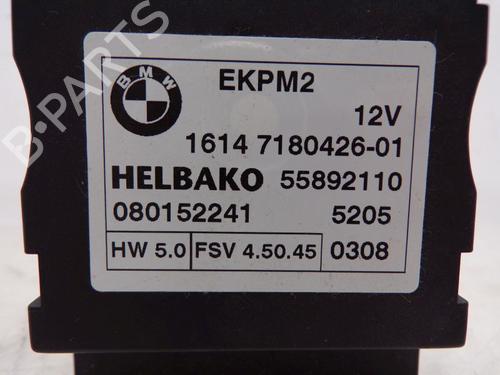 BMW
EKPM2
12V
1614 7180426-01
HELBAKO 55892110
080152241 5205
HW 5.0 FSV 4.50.45 0308
B-PARTS